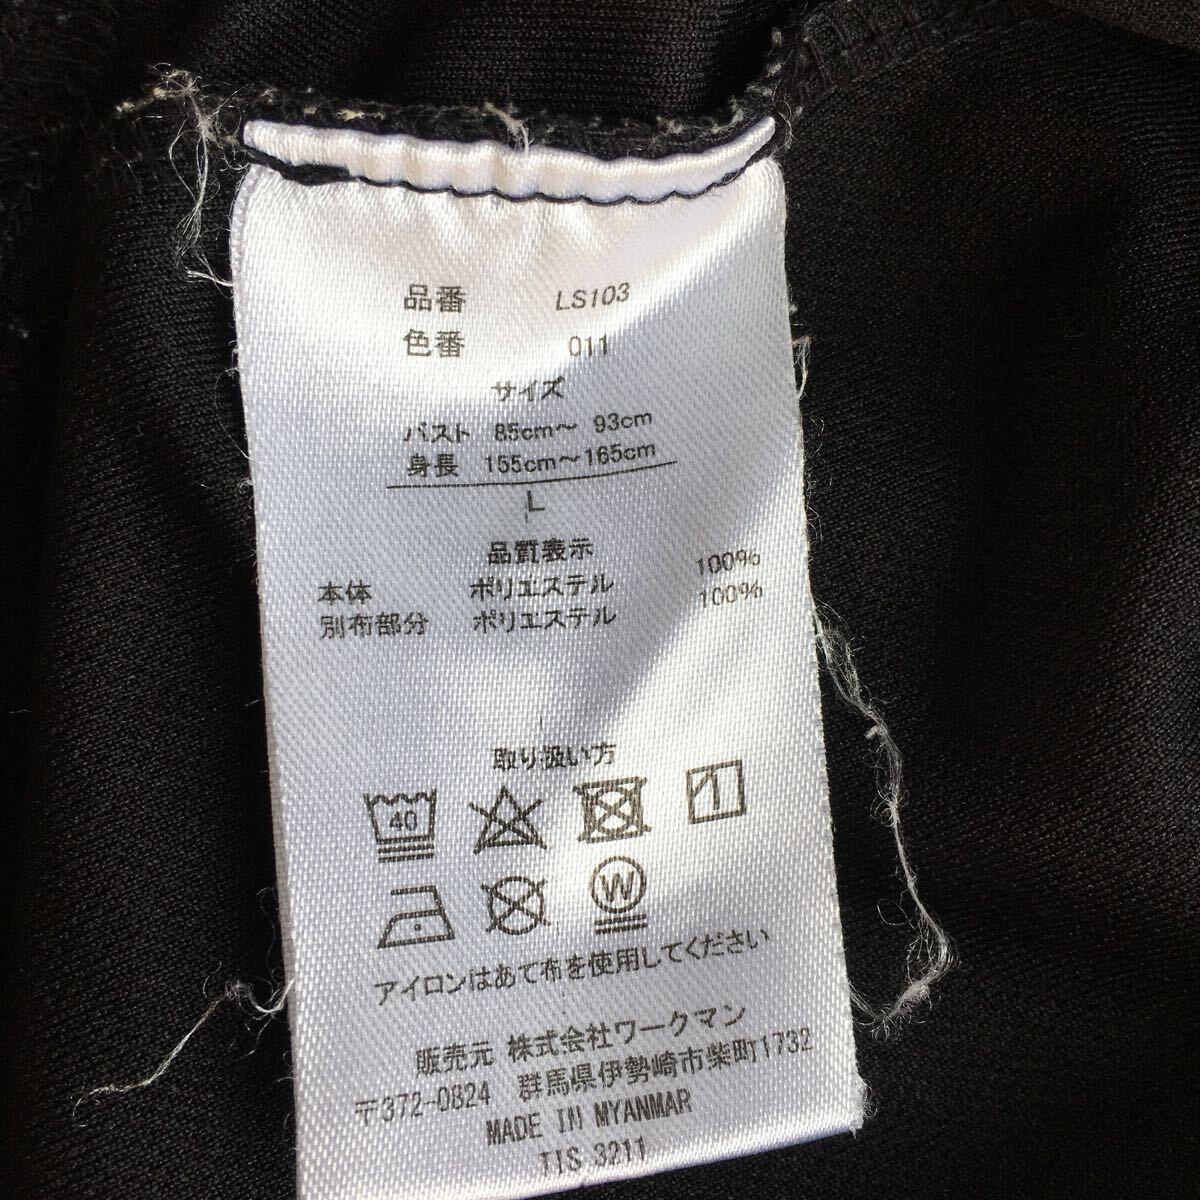 品番 LS103
色番 011
サイズ
バスト 85cm～ 93cm
身長 155cm～165cm
L
品質表示
本体 ポリエステル 100%
別布部分 ポリエステル 100%
取り扱い方
40
W
アイロンはあて布を使用してください
販売元 株式会社ワークマン
〒372-0824 群馬県伊勢崎市柴町1732
MADE IN MYANMAR
TIS 3211